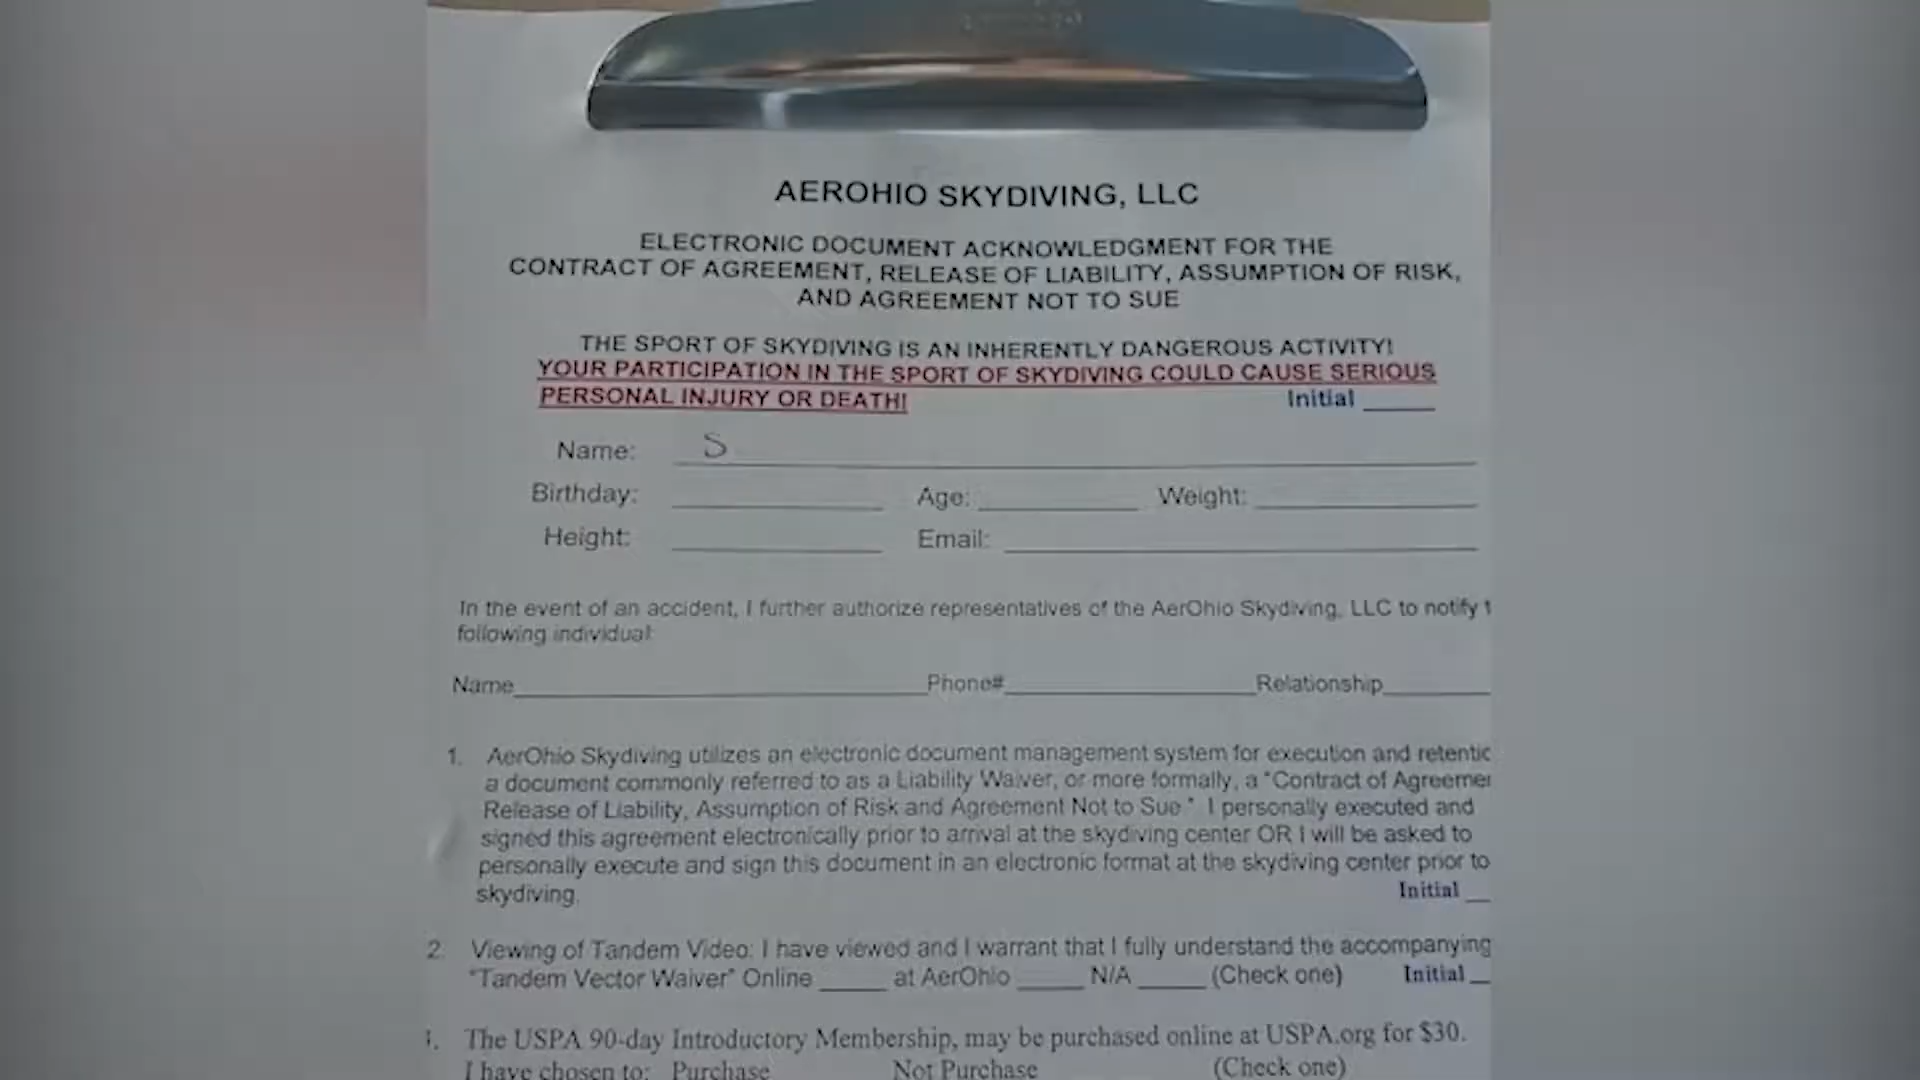 AEROHIO SKYDIVING, LLC
ELECTRONIC DOCUMENT ACKNOWLEDGMENT FOR THE
CONTRACT OF AGREEMENT, RELEASE OF LIABILITY, ASSUMPTION OF RISK,
AND AGREEMENT NOT TO SUE
THE SPORT OF SKYDIVING IS AN INHERENTLY DANGEROUS ACTIVITY!
YOUR PARTICIPATION IN THE SPORT OF SKYDIVING COULD CAUSE SERIOUS
PERSONAL INJURY OR DEATH! Initial _____
Name: S
Birthday: Age: Weight:
Height: Email:
In the event of an accident, I further authorize representatives of the AerOhio Skydiving, LLC to notify t
following individual:
Name Phone# Relationship
1. AerOhio Skydiving utilizes an electronic document management system for execution and retentio
a document commonly referred to as a Liability Waiver, or more formally, a "Contract of Agreemen
Release of Liability, Assumption of Risk and Agreement Not to Sue." I personally executed and
signed this agreement electronically prior to arrival at the skydiving center OR I will be asked to
personally execute and sign this document in an electronic format at the skydiving center prior to
skydiving. Initial __
2. Viewing of Tandem Video: I have viewed and I warrant that I fully understand the accompanying
"Tandem Vector Waiver" Online _____ at AerOhio _____ N/A _____ (Check one) Initial __
The USPA 90-day Introductory Membership, may be purchased online at USPA.org for $30.
I have chosen to: Purchase Not Purchase (Check one)